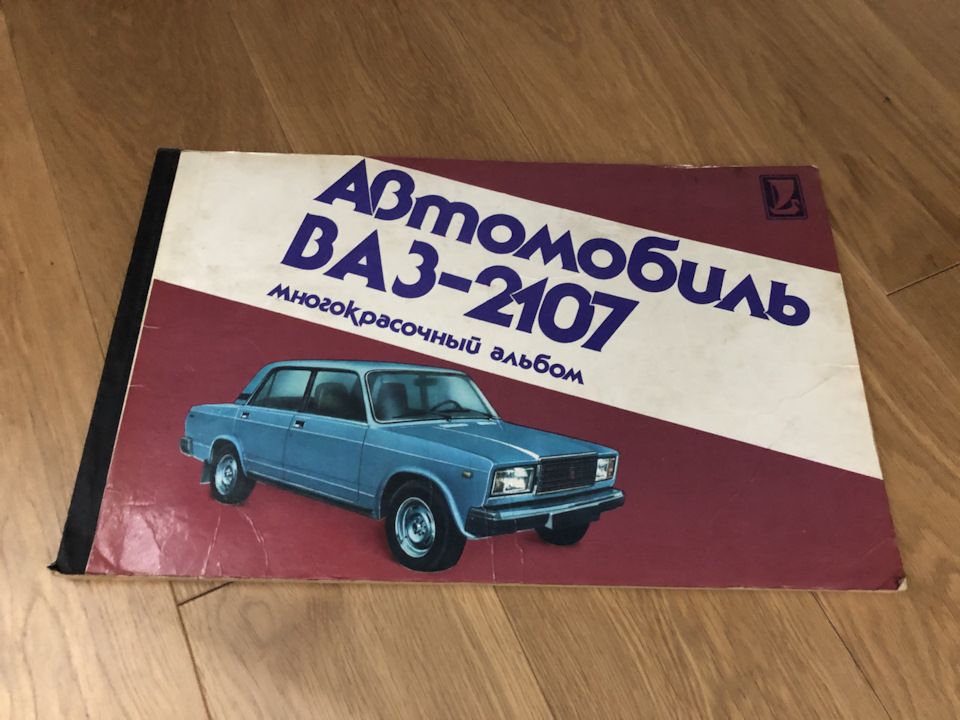 Автомобиль
ВАЗ-2107
многокрасочный альбом